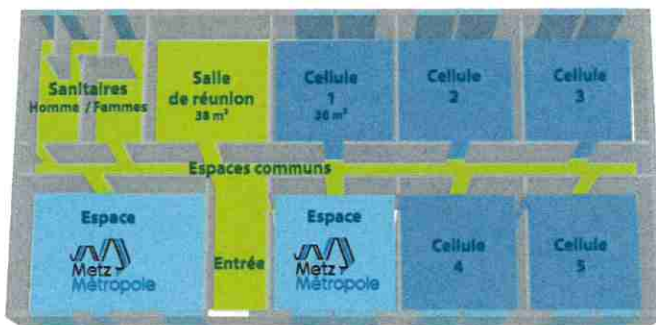 Sanitaires
Homme / Femmes
Salle
de réunion
38 m²
Cellule
1
36 m²
Cellule
2
Cellule
3
Espaces communs
Espace
Metz
Métropole
Entrée
Espace
Metz
Métropole
Cellule
4
Cellule
5